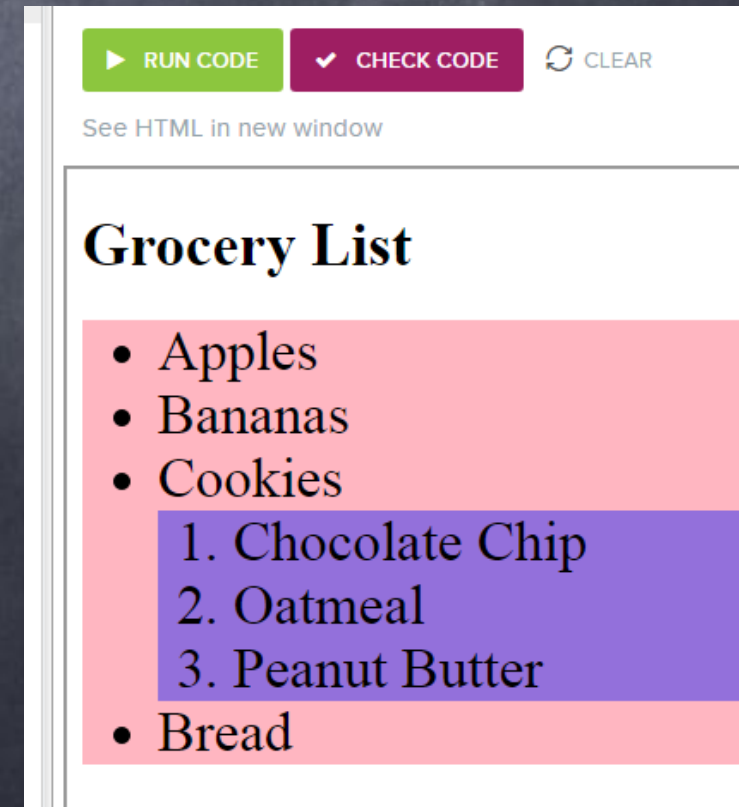 RUN CODE CHECK CODE CLEAR
See HTML in new window
Grocery List
• Apples
• Bananas
• Cookies
1. Chocolate Chip
2. Oatmeal
3. Peanut Butter
• Bread